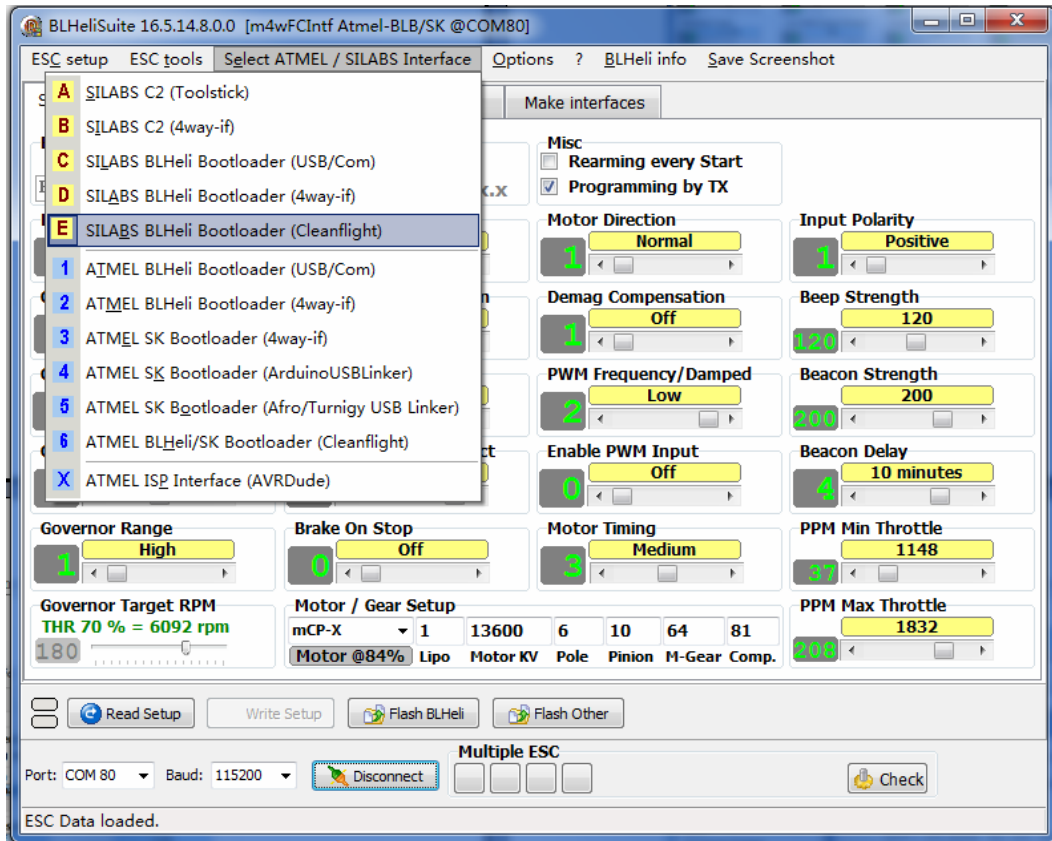 BLHeliSuite 16.5.14.8.0.0 [m4wFCIntf Atmel-BLB/SK @COM80]
ESC setup ESC tools Select ATMEL / SILABS Interface Options ? BLHeli info Save Screenshot
A SILABS C2 (Toolstick)
B SILABS C2 (4way-if)
C SILABS BLHeli Bootloader (USB/Com)
D SILABS BLHeli Bootloader (4way-if)
E SILABS BLHeli Bootloader (Cleanflight)
1 ATMEL BLHeli Bootloader (USB/Com)
2 ATMEL BLHeli Bootloader (4way-if)
3 ATMEL SK Bootloader (4way-if)
4 ATMEL SK Bootloader (ArduinoUSBLinker)
5 ATMEL SK Bootloader (Afro/Turnigy USB Linker)
6 ATMEL BLHeli/SK Bootloader (Cleanflight)
X ATMEL ISP Interface (AVRDude)
Make interfaces
Misc
Rearming every Start
Programming by TX
Motor Direction
Normal
1
Input Polarity
Positive
1
Demag Compensation
Off
1
Beep Strength
120
120
PWM Frequency/Damped
Low
2
Beacon Strength
200
200
Enable PWM Input
Off
0
Beacon Delay
10 minutes
4
Governor Range
High
1
Brake On Stop
Off
0
Motor Timing
Medium
3
PPM Min Throttle
1148
37
Governor Target RPM
THR 70 % = 6092 rpm
180
Motor / Gear Setup
mCP-X 1 13600 6 10 64 81
Motor @84% Lipo Motor KV Pole Pinion M-Gear Comp.
PPM Max Throttle
1832
208
Read Setup Write Setup Flash BLHeli Flash Other
Multiple ESC
Port: COM 80 Baud: 115200 Disconnect Check
ESC Data loaded.